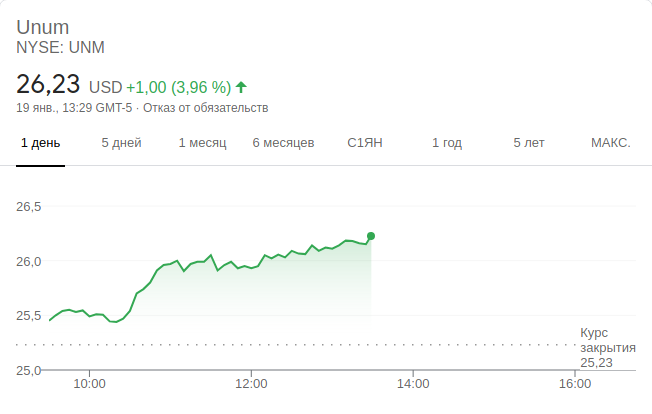 Unum
NYSE: UNM
26,23 USD +1,00 (3,96 %)
19 янв., 13:29 GMT-5 · Отказ от обязательств
1 день 5 дней 1 месяц 6 месяцев С1ЯН 1 год 5 лет МАКС.
26,5
26,0
25,5
Курс
закрытия
25,23
25,0
10:00 12:00 14:00 16:00